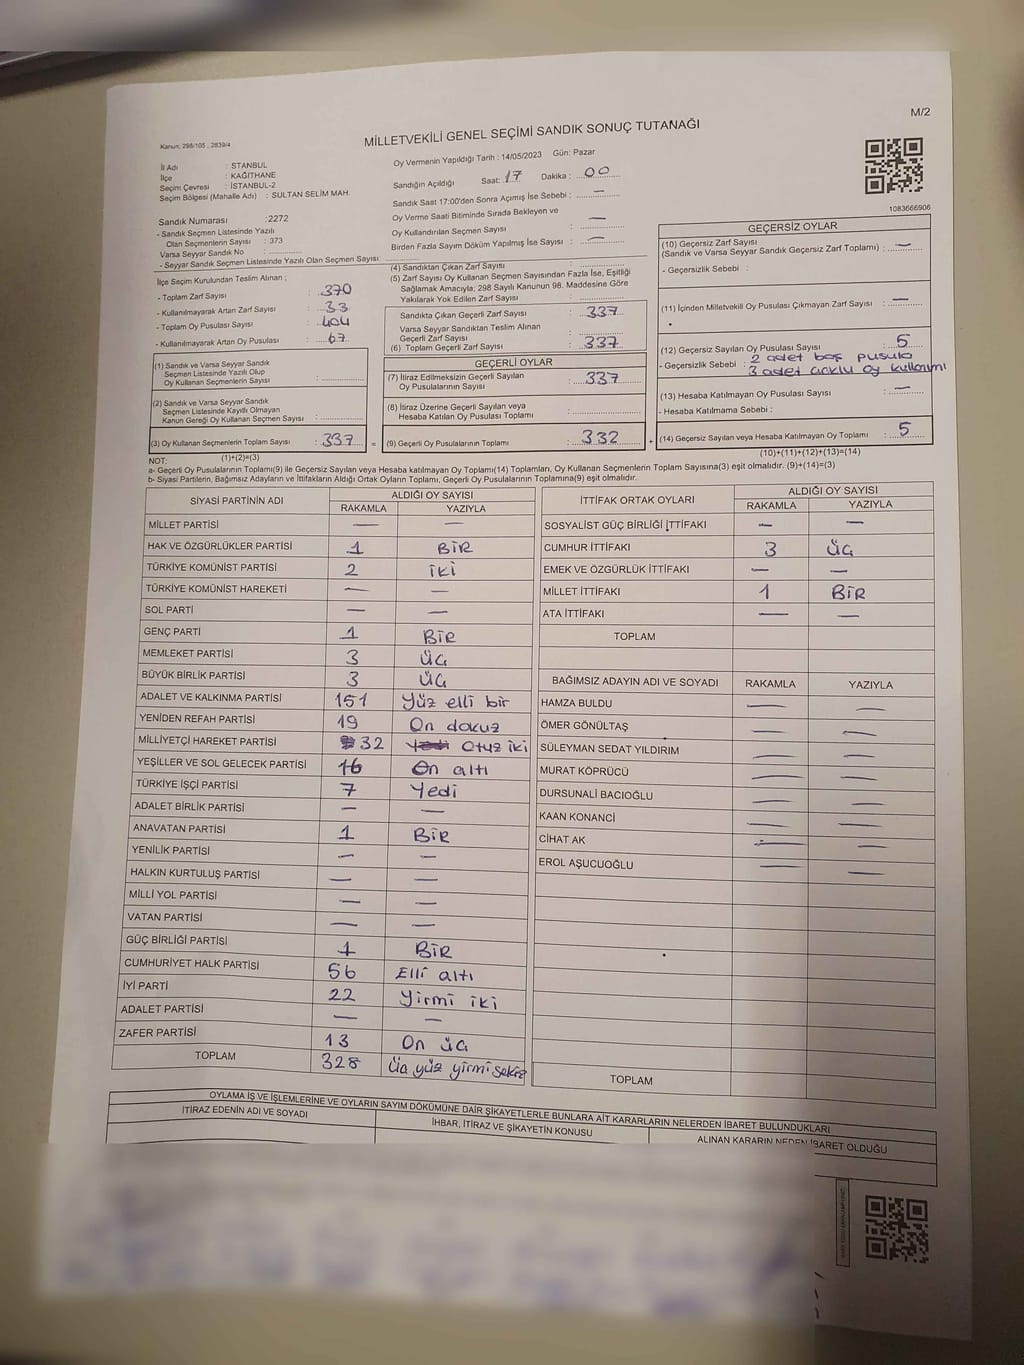 M/2
Kanun; 298/105 , 2839/4
MİLLETVEKİLİ GENEL SEÇİMİ SANDIK SONUÇ TUTANAĞI
İl Adı : STANBUL
İlçe : KAĞITHANE
Seçim Çevresi : İSTANBUL-2
Seçim Bölgesi (Mahalle Adı) : SULTAN SELİM MAH.
Oy Vermenin Yapıldığı Tarih : 14/05/2023 Gün: Pazar
Sandığın Açıldığı Saat: 17 Dakika : 00
Sandık Saat 17:00'den Sonra Açımış İse Sebebi : —
Oy Verme Saati Bitiminde Sırada Bekleyen ve
Oy Kullandırılan Seçmen Sayısı : —
Birden Fazla Sayım Döküm Yapılmış İse Sayısı : —
1083666906
Sandık Numarası :2272
- Sandık Seçmen Listesinde Yazılı
Olan Seçmenlerin Sayısı : 373
Varsa Seyyar Sandık No :
- Seyyar Sandık Seçmen Listesinde Yazılı Olan Seçmen Sayısı
İlçe Seçim Kurulundan Teslim Alınan ;
- Toplam Zarf Sayısı : 370
- Kullanılmayarak Artan Zarf Sayısı : 33
- Toplam Oy Pusulası Sayısı : 404
- Kullanılmayarak Artan Oy Pusulası : 67
(1) Sandık ve Varsa Seyyar Sandık
Seçmen Listesinde Yazılı Olup
Oy Kullanan Seçmenlerin Sayısı :
(2) Sandık ve Varsa Seyyar Sandık
Seçmen Listesinde Kayıtlı Olmayan
Kanun Gereği Oy Kullanan Seçmen Sayısı :
(3) Oy Kullanan Seçmenlerin Toplam Sayısı : 337 =
(1)+(2)=(3)
(4) Sandıktan Çıkan Zarf Sayısı :
(5) Zarf Sayısı Oy Kullanan Seçmen Sayısından Fazla İse, Eşitliği
Sağlamak Amacıyla; 298 Sayılı Kanunun 98. Maddesine Göre
Yakılarak Yok Edilen Zarf Sayısı :
Sandıkta Çıkan Geçerli Zarf Sayısı : 337
Varsa Seyyar Sandıktan Teslim Alınan
Geçerli Zarf Sayısı :
(6) Toplam Geçerli Zarf Sayısı : 337
GEÇERLİ OYLAR
(7) İtiraz Edilmeksizin Geçerli Sayılan
Oy Pusulasının Sayısı : 337
(8) İtiraz Üzerine Geçerli Sayılan veya
Hesaba Katılan Oy Pusulası Toplamı :
(9) Geçerli Oy Pusulalarının Toplamı : 332 +
GEÇERSİZ OYLAR
(10) Geçersiz Zarf Sayısı
(Sandık ve Varsa Seyyar Sandık Geçersiz Zarf Toplamı) : —
- Geçersizlik Sebebi :
(11) İçinden Milletvekili Oy Pusulası Çıkmayan Zarf Sayısı : —
(12) Geçersiz Sayılan Oy Pusulası Sayısı : 5
- Geçersizlik Sebebi : 2 adet boş pusula
3 adet
(13) Hesaba Katılmayan Oy Pusulası Sayısı : —
- Hesaba Katılmama Sebebi :
(14) Geçersiz Sayılan veya Hesaba Katılmayan Oy Toplamı : 5
(10)+(11)+(12)+(13)=(14)
NOT:
a- Geçerli Oy Pusulalarının Toplamı(9) ile Geçersiz Sayılan veya Hesaba katılmayan Oy Toplamı(14) Toplamları, Oy Kullanan Seçmenlerin Toplam Sayısına(3) eşit olmalıdır. (9)+(14)=(3)
b- Siyasi Partilerin, Bağımsız Adayların ve İttifakların Aldığı Ortak Oyların Toplamı, Geçerli Oy Pusulalarının Toplamına(9) eşit olmalıdır.
SİYASİ PARTİNİN ADI ALDIĞI OY SAYISI
RAKAMLA YAZIYLA
MİLLET PARTİSİ — —
HAK VE ÖZGÜRLÜKLER PARTİSİ 1 BİR
TÜRKİYE KOMÜNİST PARTİSİ 2 iki
TÜRKİYE KOMÜNİST HAREKETİ — —
SOL PARTİ — —
GENÇ PARTİ 1 BİR
MEMLEKET PARTİSİ 3 üç
BÜYÜK BİRLİK PARTİSİ 3 üç
ADALET VE KALKINMA PARTİSİ 151 Yüz elli bir
YENİDEN REFAH PARTİSİ 19 On dokuz
MİLLİYETÇİ HAREKET PARTİSİ 32 Yedi Otuz iki
YEŞİLLER VE SOL GELECEK PARTİSİ 16 On altı
TÜRKİYE İŞÇİ PARTİSİ 7 Yedi
ADALET BİRLİK PARTİSİ — —
ANAVATAN PARTİSİ 1 BİR
YENİLİK PARTİSİ — —
HALKIN KURTULUŞ PARTİSİ — —
MİLLİ YOL PARTİSİ — —
VATAN PARTİSİ — —
GÜÇ BİRLİĞİ PARTİSİ 1 BİR
CUMHURİYET HALK PARTİSİ 56 Elli altı
İYİ PARTİ 22 Yirmi iki
ADALET PARTİSİ — —
ZAFER PARTİSİ 13 On üç
TOPLAM 328 Üç yüz yirmi sekiz
İTTİFAK ORTAK OYLARI ALDIĞI OY SAYISI
RAKAMLA YAZIYLA
SOSYALİST GÜÇ BİRLİĞİ İTTİFAKI — —
CUMHUR İTTİFAKI 3 üç
EMEK VE ÖZGÜRLÜK İTTİFAKI — —
MİLLET İTTİFAKI 1 BİR
ATA İTTİFAKI — —
TOPLAM
BAĞIMSIZ ADAYIN ADI VE SOYADI RAKAMLA YAZIYLA
HAMZA BULDU — —
ÖMER GÖNÜLTAŞ — —
SÜLEYMAN SEDAT YILDIRIM — —
MURAT KÖPRÜCÜ — —
DURSUNALİ BACIOĞLU — —
KAAN KONANCİ — —
CİHAT AK — —
EROL AŞUCUOĞLU — —
TOPLAM
OYLAMA İŞ VE İŞLEMLERİNE VE OYLARIN SAYIM DÖKÜMÜNE DAİR ŞİKAYETLERLE BUNLARA AİT KARARLARIN NELERDEN İBARET BULUNDUKLARI
İTİRAZ EDENİN ADI VE SOYADI İHBAR, İTİRAZ VE ŞİKAYETİN KONUSU ALINAN KARARIN NEDEN İBARET OLDUĞU